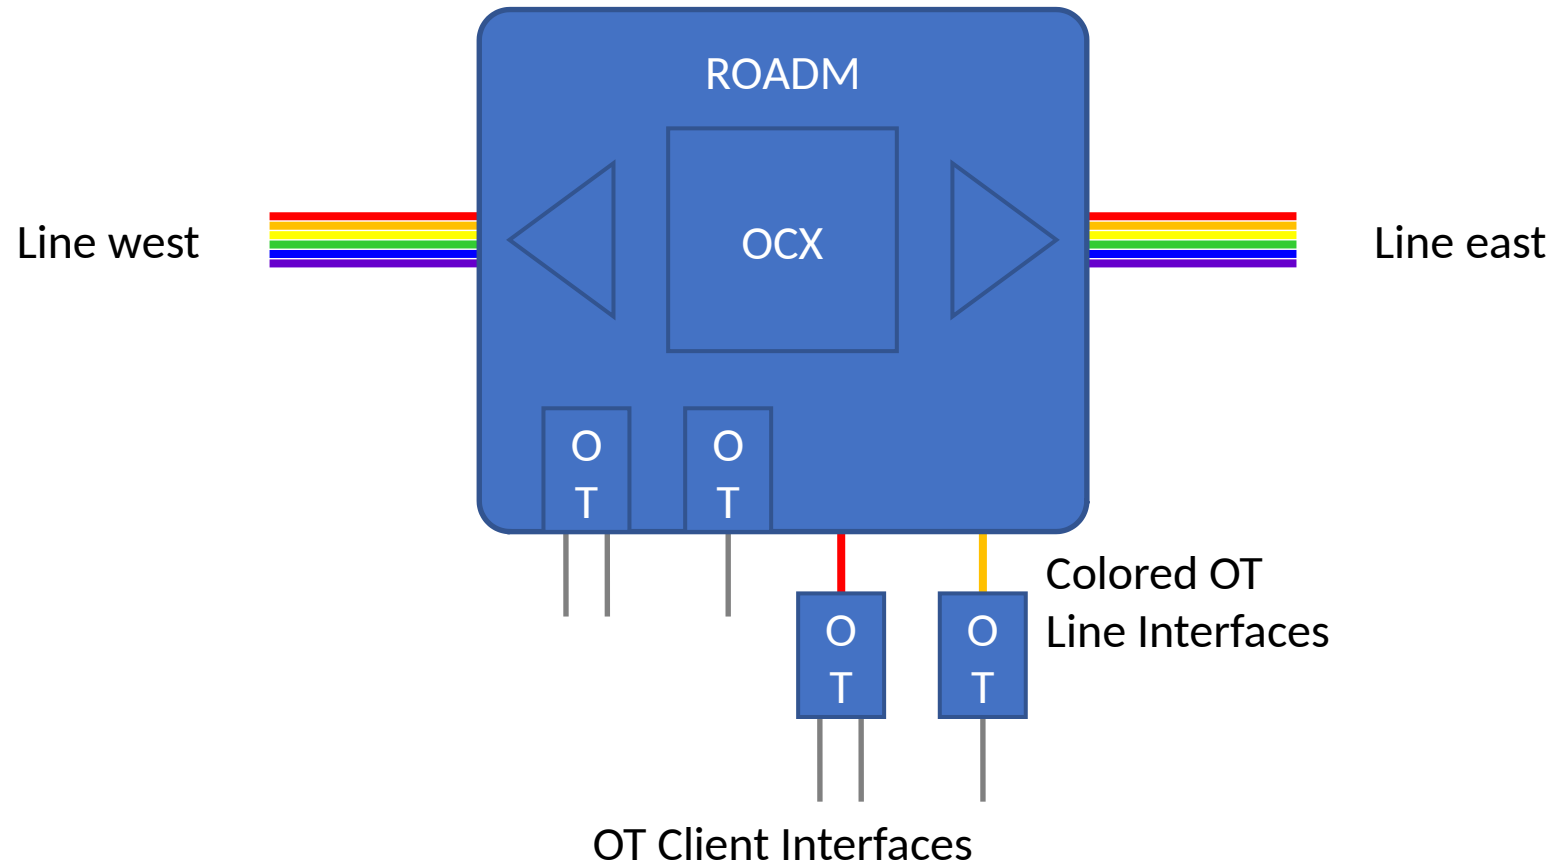 ROADM
Line west
OCX
Line east
O
T
O
T
Colored OT
Line Interfaces
O
T
O
T
OT Client Interfaces